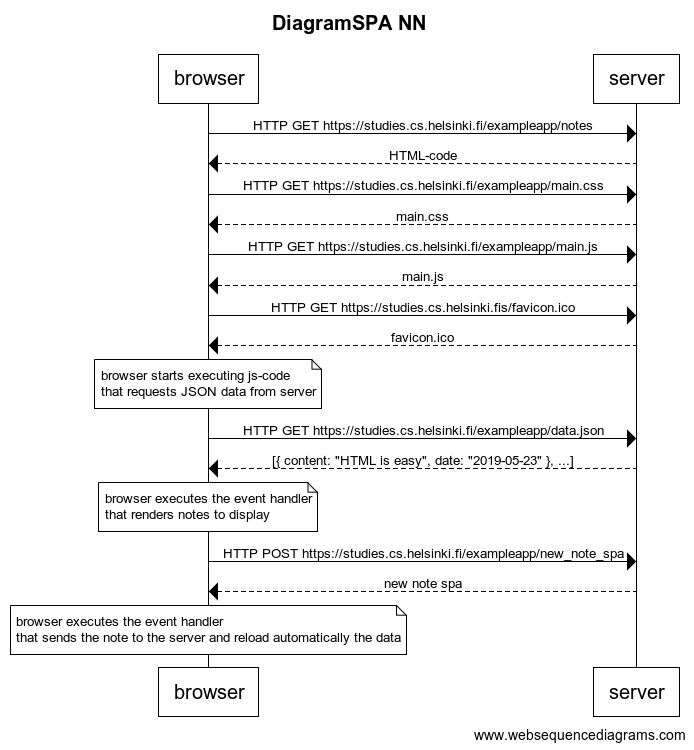 DiagramSPA NN
browser
server
HTTP GET https://studies.cs.helsinki.fi/exampleapp/notes
HTML-code
HTTP GET https://studies.cs.helsinki.fi/exampleapp/main.css
main.css
HTTP GET https://studies.cs.helsinki.fi/exampleapp/main.js
main.js
HTTP GET https://studies.cs.helsinki.fis/favicon.ico
favicon.ico
browser starts executing js-code
that requests JSON data from server
HTTP GET https://studies.cs.helsinki.fi/exampleapp/data.json
[{ content: "HTML is easy", date: "2019-05-23" }, ...]
browser executes the event handler
that renders notes to display
HTTP POST https://studies.cs.helsinki.fi/exampleapp/new_note_spa
new note spa
browser executes the event handler
that sends the note to the server and reload automatically the data
browser
server
www.websequencediagrams.com